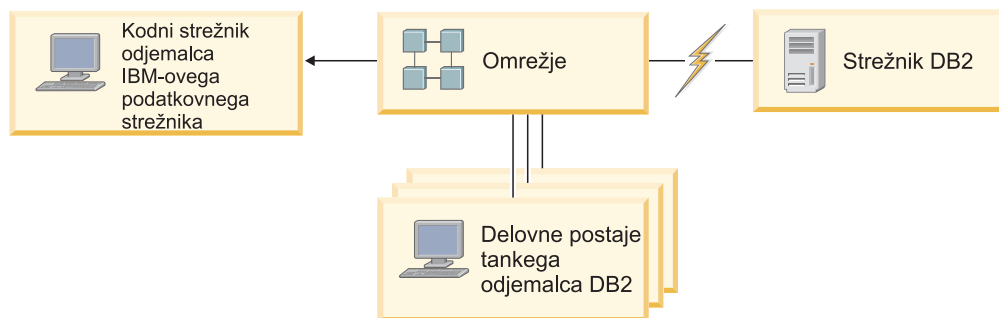 Kodni strežnik
odjemalca
IBM-ovega
podatkovnega
strežnika
Omrežje
Strežnik DB2
Delovne postaje
tankega
odjemalca DB2